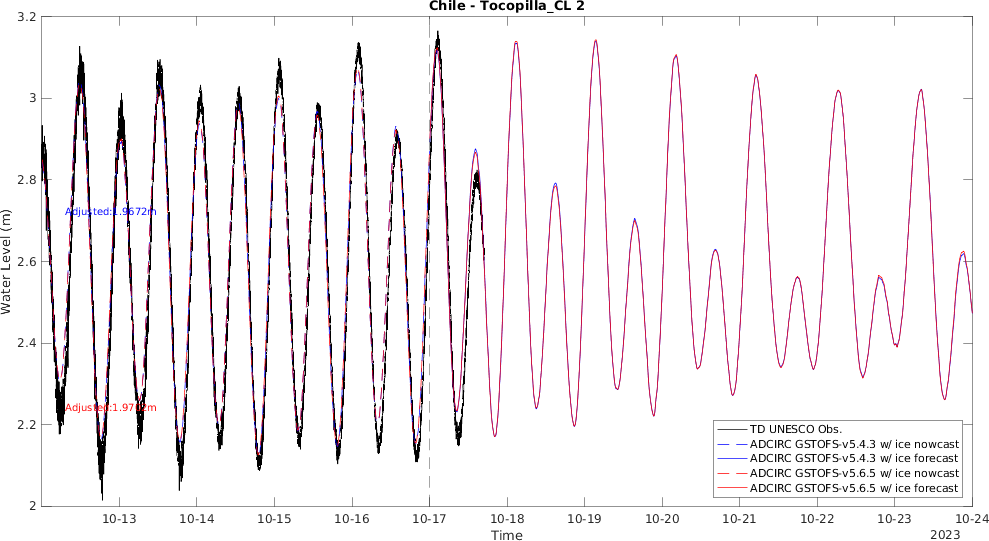 Chile - Tocopilla_CL 2
3.2
3
2.8
2.6
2.4
2.2
2
Water Level (m)
Adjusted:1.9672m
10-13
10-14
10-15
10-16
10-17
10-18
10-19
10-20
10-21
10-22
10-23
10-24
Time
2023
TD UNESCO Obs.
ADCIRC GSTOFS-v5.4.3 w/ ice nowcast
ADCIRC GSTOFS-v5.4.3 w/ ice forecast
ADCIRC GSTOFS-v5.6.5 w/ ice nowcast
ADCIRC GSTOFS-v5.6.5 w/ ice forecast